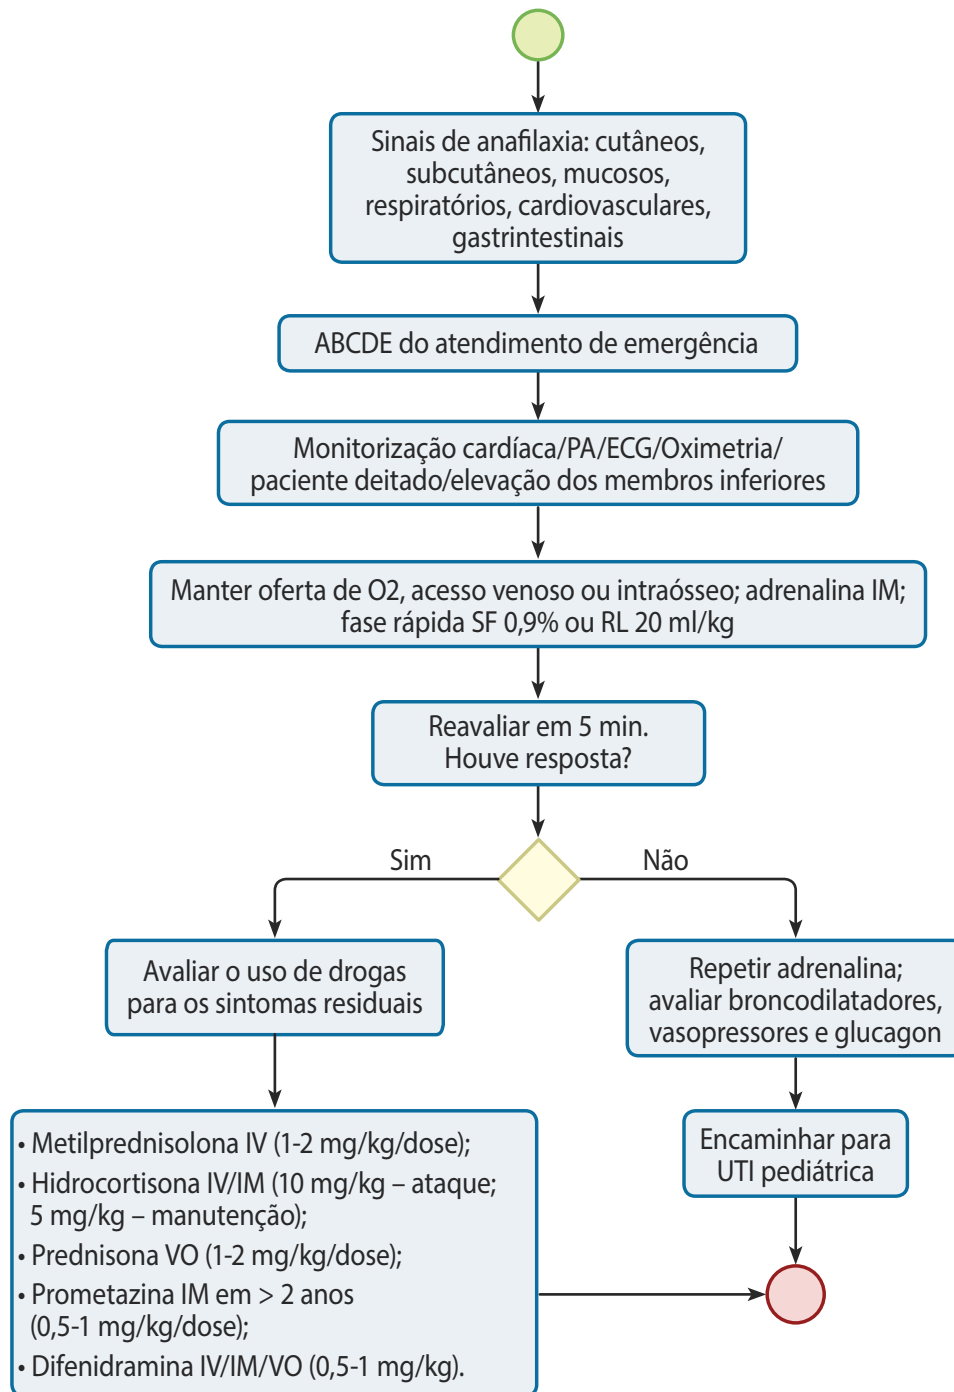 Sinais de anafilaxia: cutâneos,
subcutâneos, mucosos,
respiratórios, cardiovasculares,
gastrintestinais
ABCDE do atendimento de emergência
Monitorização cardíaca/PA/ECG/Oximetria/
paciente deitado/elevação dos membros inferiores
Manter oferta de O2, acesso venoso ou intraósseo; adrenalina IM;
fase rápida SF 0,9% ou RL 20 ml/kg
Reavaliar em 5 min.
Houve resposta?
Sim
Não
Avaliar o uso de drogas
para os sintomas residuais
Repetir adrenalina;
avaliar broncodilatadores,
vasopressores e glucagon
• Metilprednisolona IV (1-2 mg/kg/dose);
• Hidrocortisona IV/IM (10 mg/kg – ataque;
5 mg/kg – manutenção);
• Prednisona VO (1-2 mg/kg/dose);
• Prometazina IM em > 2 anos
(0,5-1 mg/kg/dose);
• Difenidramina IV/IM/VO (0,5-1 mg/kg).
Encaminhar para
UTI pediátrica